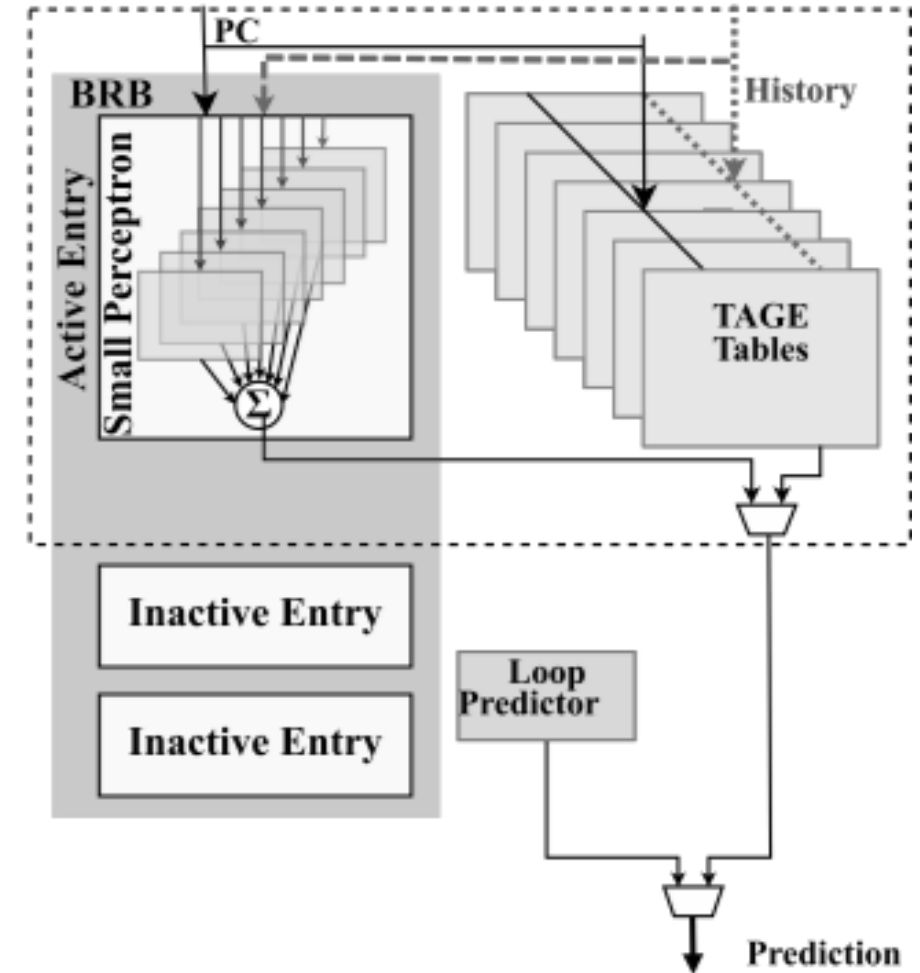 PC
BRB
History
Active Entry
Small Perceptron
Σ
TAGE
Tables
Inactive Entry
Loop
Predictor
Inactive Entry
Prediction